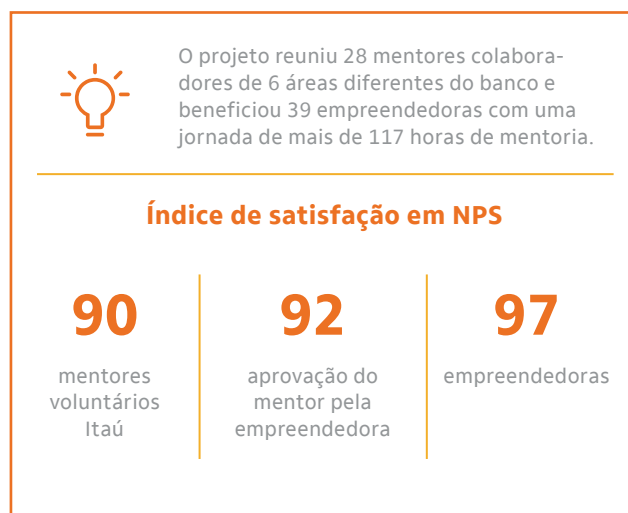 O projeto reuniu 28 mentores colabora-
dores de 6 áreas diferentes do banco e
beneficiou 39 empreendedoras com uma
jornada de mais de 117 horas de mentoria.
Índice de satisfação em NPS
90
mentores
voluntários
Itaú
92
aprovação do
mentor pela
empreendedora
97
empreendedoras